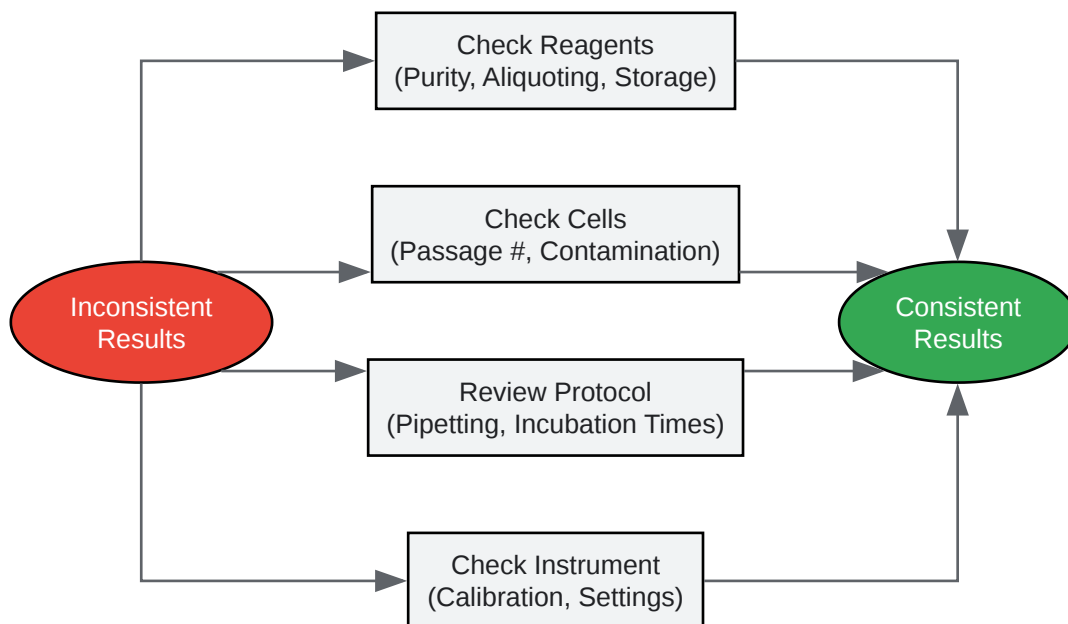 Check Reagents
(Purity, Aliquoting, Storage)
Check Cells
(Passage #, Contamination)
Inconsistent
Results
Consistent
Results
Review Protocol
(Pipetting, Incubation Times)
Check Instrument
(Calibration, Settings)